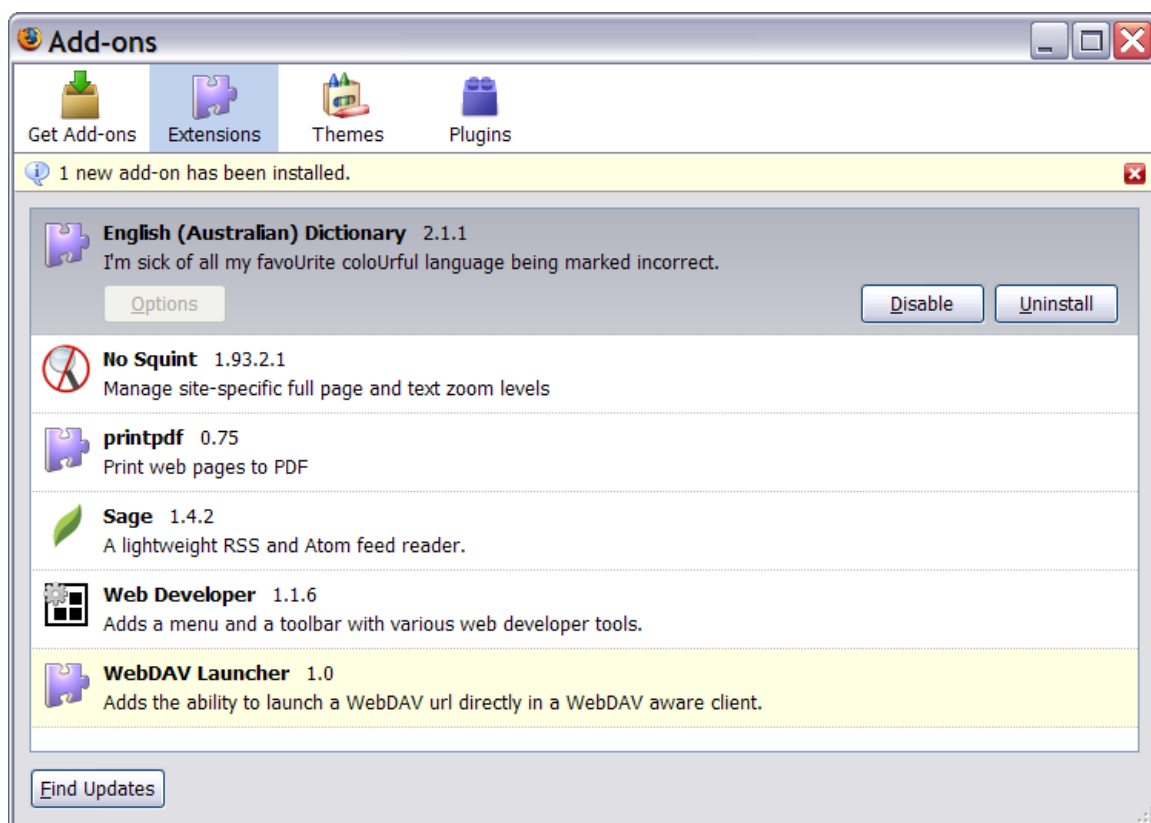 Add-ons
Get Add-ons Extensions Themes Plugins
1 new add-on has been installed.
English (Australian) Dictionary 2.1.1
I'm sick of all my favoUrite coloUrful language being marked incorrect.
Options Disable Uninstall
No Squint 1.93.2.1
Manage site-specific full page and text zoom levels
printpdf 0.75
Print web pages to PDF
Sage 1.4.2
A lightweight RSS and Atom feed reader.
Web Developer 1.1.6
Adds a menu and a toolbar with various web developer tools.
WebDAV Launcher 1.0
Adds the ability to launch a WebDAV url directly in a WebDAV aware client.
Find Updates